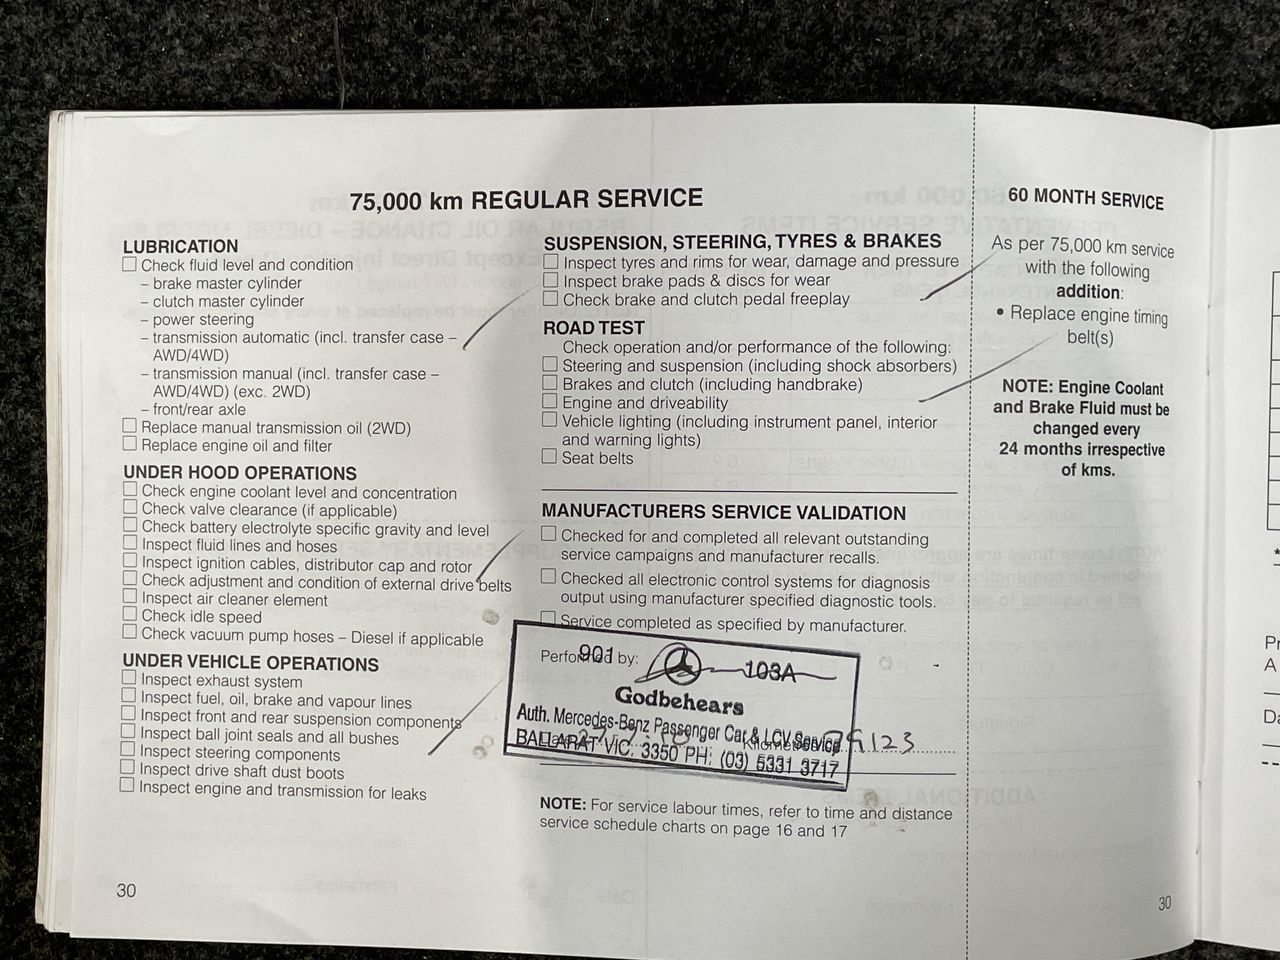 75,000 km REGULAR SERVICE
LUBRICATION
Check fluid level and condition
– brake master cylinder
– clutch master cylinder
– power steering
– transmission automatic (incl. transfer case –
AWD/4WD)
– transmission manual (incl. transfer case –
AWD/4WD) (exc. 2WD)
– front/rear axle
Replace manual transmission oil (2WD)
Replace engine oil and filter
UNDER HOOD OPERATIONS
Check engine coolant level and concentration
Check valve clearance (if applicable)
Check battery electrolyte specific gravity and level
Inspect fluid lines and hoses
Inspect ignition cables, distributor cap and rotor
Check adjustment and condition of external drive belts
Inspect air cleaner element
Check idle speed
Check vacuum pump hoses – Diesel if applicable
UNDER VEHICLE OPERATIONS
Inspect exhaust system
Inspect fuel, oil, brake and vapour lines
Inspect front and rear suspension components
Inspect ball joint seals and all bushes
Inspect steering components
Inspect drive shaft dust boots
Inspect engine and transmission for leaks
30
SUSPENSION, STEERING, TYRES & BRAKES
Inspect tyres and rims for wear, damage and pressure
Inspect brake pads & discs for wear
Check brake and clutch pedal freeplay
ROAD TEST
Check operation and/or performance of the following:
Steering and suspension (including shock absorbers)
Brakes and clutch (including handbrake)
Engine and driveability
Vehicle lighting (including instrument panel, interior
and warning lights)
Seat belts
MANUFACTURERS SERVICE VALIDATION
Checked for and completed all relevant outstanding
service campaigns and manufacturer recalls.
Checked all electronic control systems for diagnosis
output using manufacturer specified diagnostic tools.
Service completed as specified by manufacturer.
Performed by:
901 103A
Godbehears
Auth. Mercedes-Benz Passenger Car & LCV Service
BALLARAT VIC. 3350 PH: (03) 5331 3717
NOTE: For service labour times, refer to time and distance
service schedule charts on page 16 and 17
60 MONTH SERVICE
As per 75,000 km service
with the following
addition:
• Replace engine timing
belt(s)
NOTE: Engine Coolant
and Brake Fluid must be
changed every
24 months irrespective
of kms.
30